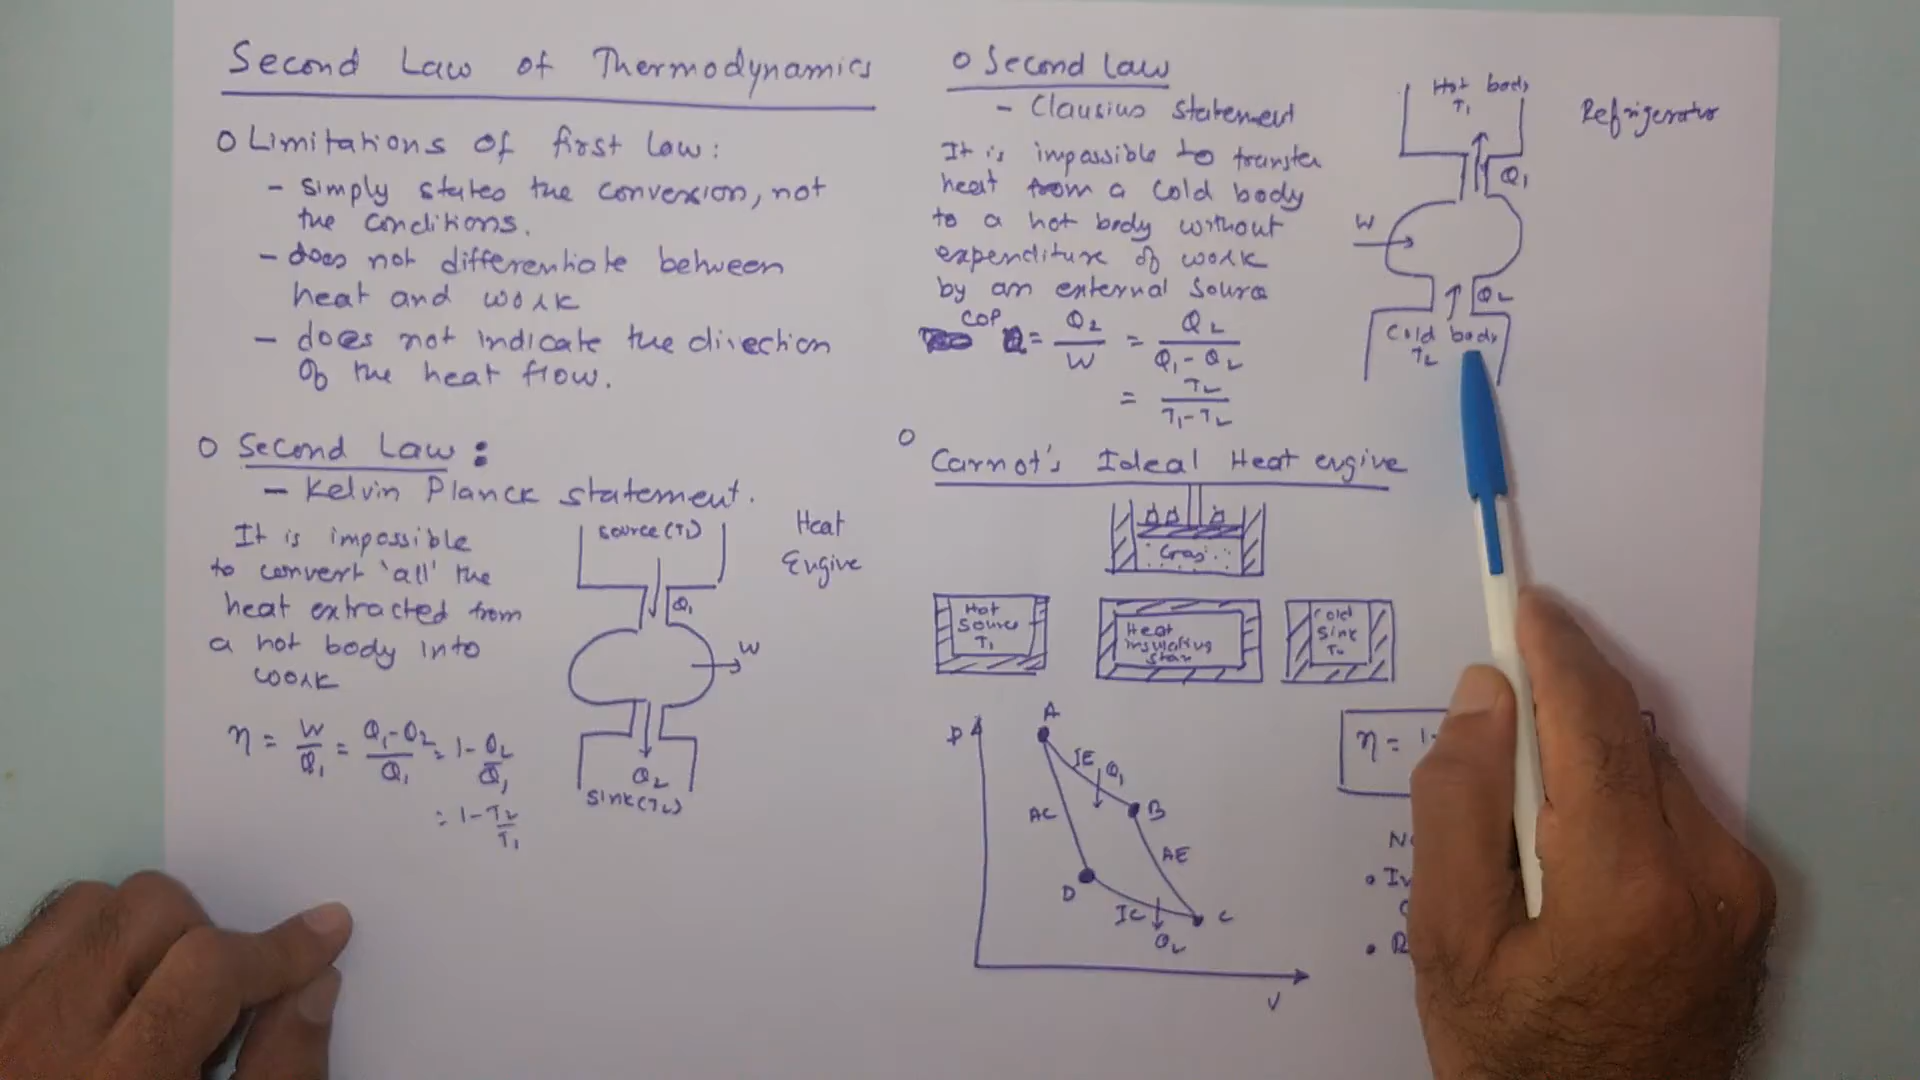 Second Law of Thermodynamics
O Limitations of first law:
- simply states the conversion, not
the conditions.
- does not differentiate between
heat and work
- does not indicate the direction
of the heat flow.
O Second Law:
- Kelvin Planck statement.
It is impossible
to convert 'all' the
heat extracted from
a hot body into
work
η = W/Q₁ = Q₁-Q₂/Q₁ = 1-Q₂/Q₁
= 1-T₂/T₁
Source (T₁)
Q₁
W
Q₂
Sink (T₂)
Heat
Engine
O Second law
- Clausius statement
It is impossible to transfer
heat from a cold body
to a hot body without
expenditure of work
by an external source
COP = Q₂/W = Q₂/Q₁-Q₂
= T₂/T₁-T₂
Hot body
T₁
Q₁
W
Q₂
Cold body
T₂
Refrigerator
O Carnot's Ideal Heat engine
Gas
Hot
Source
T₁
Heat
insulating
Cold
Sink
T₂
P
A
IE Q₁
B
AC
AE
D
IC
C
Q₂
V
η = 1-